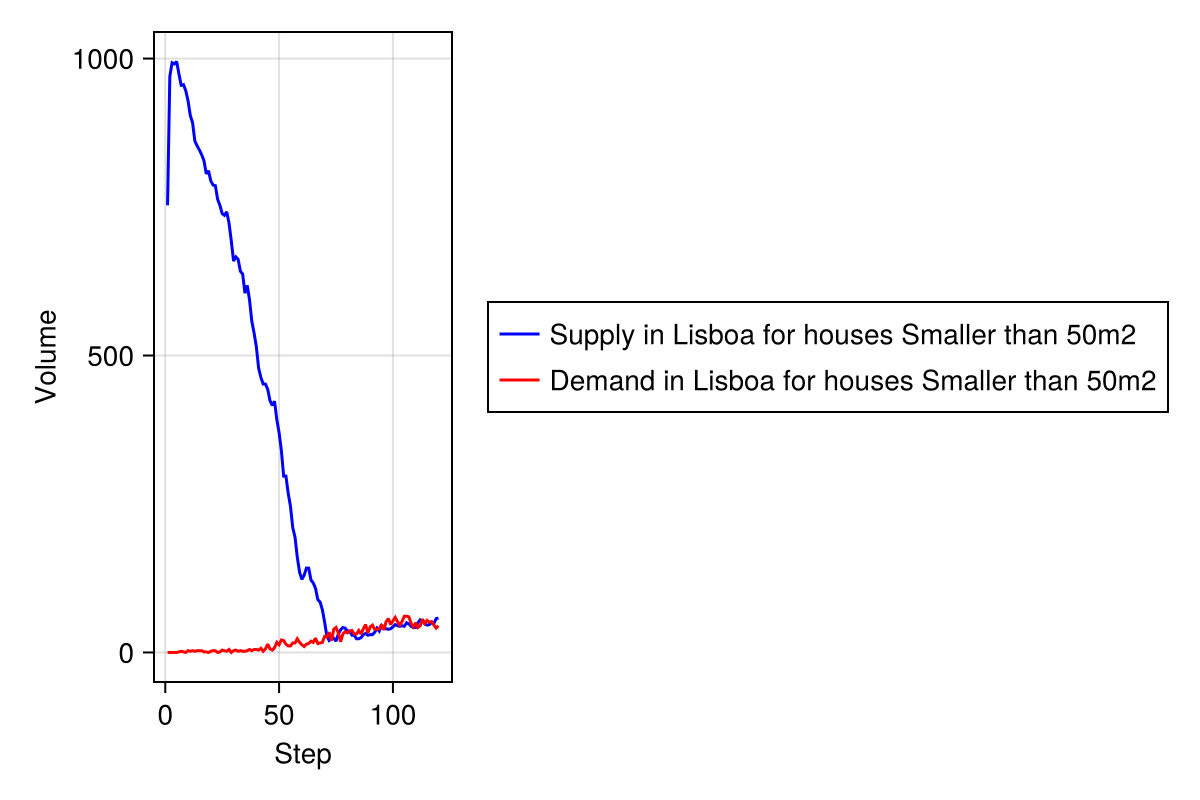 1000
500
0
Volume
0 50 100
Step
Supply in Lisboa for houses Smaller than 50m2
Demand in Lisboa for houses Smaller than 50m2